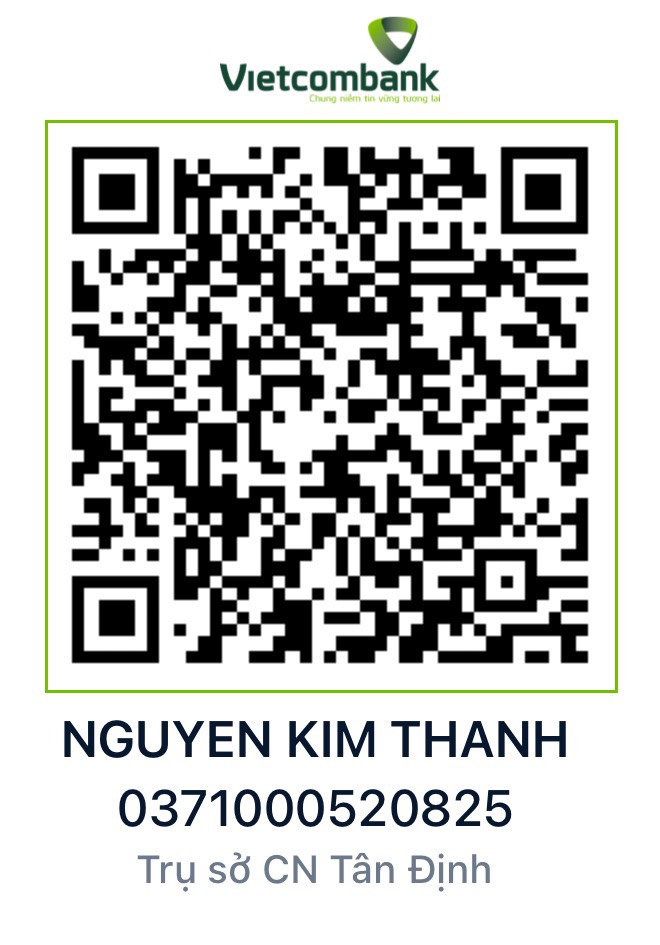 Vietcombank
Chung niềm tin vững tương lai
NGUYEN KIM THANH
0371000520825
Trụ sở CN Tân Định